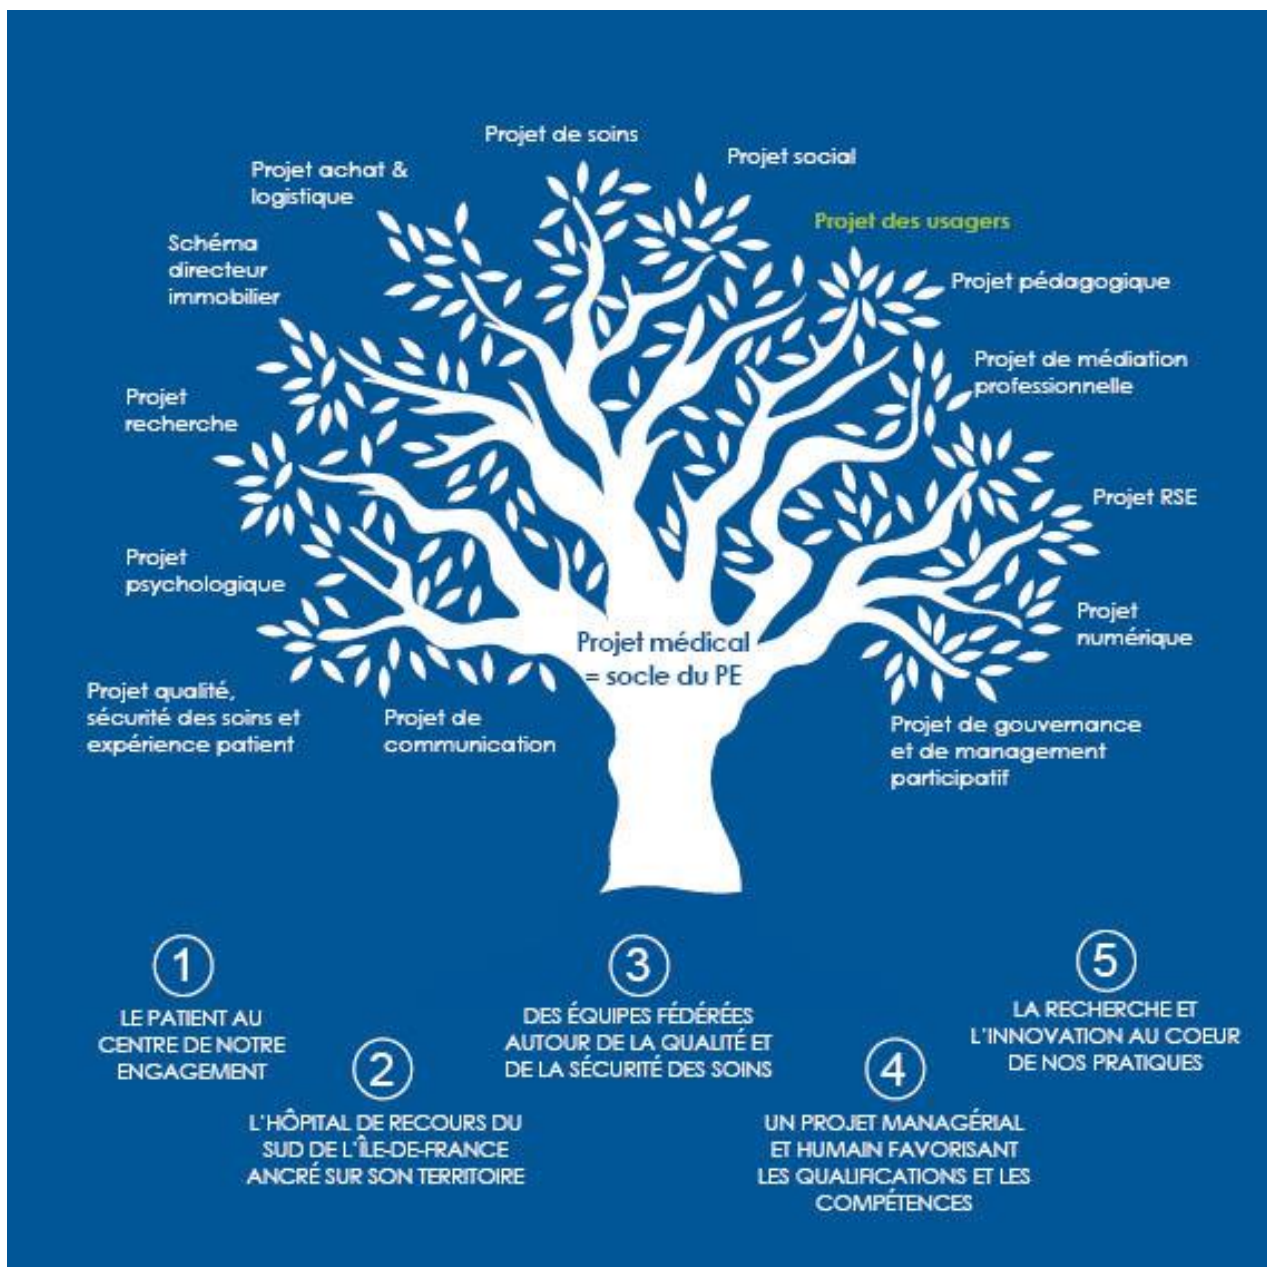 Projet de soins
Projet social
Projet achat &
logistique
Projet des usagers
Schéma
directeur
immobilier
Projet pédagogique
Projet de médiation
professionnelle
Projet
recherche
Projet RSE
Projet
psychologique
Projet
numérique
Projet médical
= socle du PE
Projet qualité,
sécurité des soins et
expérience patient
Projet de
communication
Projet de gouvernance
et de management
participatif
1
LE PATIENT AU
CENTRE DE NOTRE
ENGAGEMENT
2
L'HÔPITAL DE RECOURS DU
SUD DE L'ÎLE-DE-FRANCE
ANCRÉ SUR SON TERRITOIRE
3
DES ÉQUIPES FÉDÉRÉES
AUTOUR DE LA QUALITÉ ET
DE LA SÉCURITÉ DES SOINS
4
UN PROJET MANAGÉRIAL
ET HUMAIN FAVORISANT
LES QUALIFICATIONS ET LES
COMPÉTENCES
5
LA RECHERCHE ET
L'INNOVATION AU COEUR
DE NOS PRATIQUES